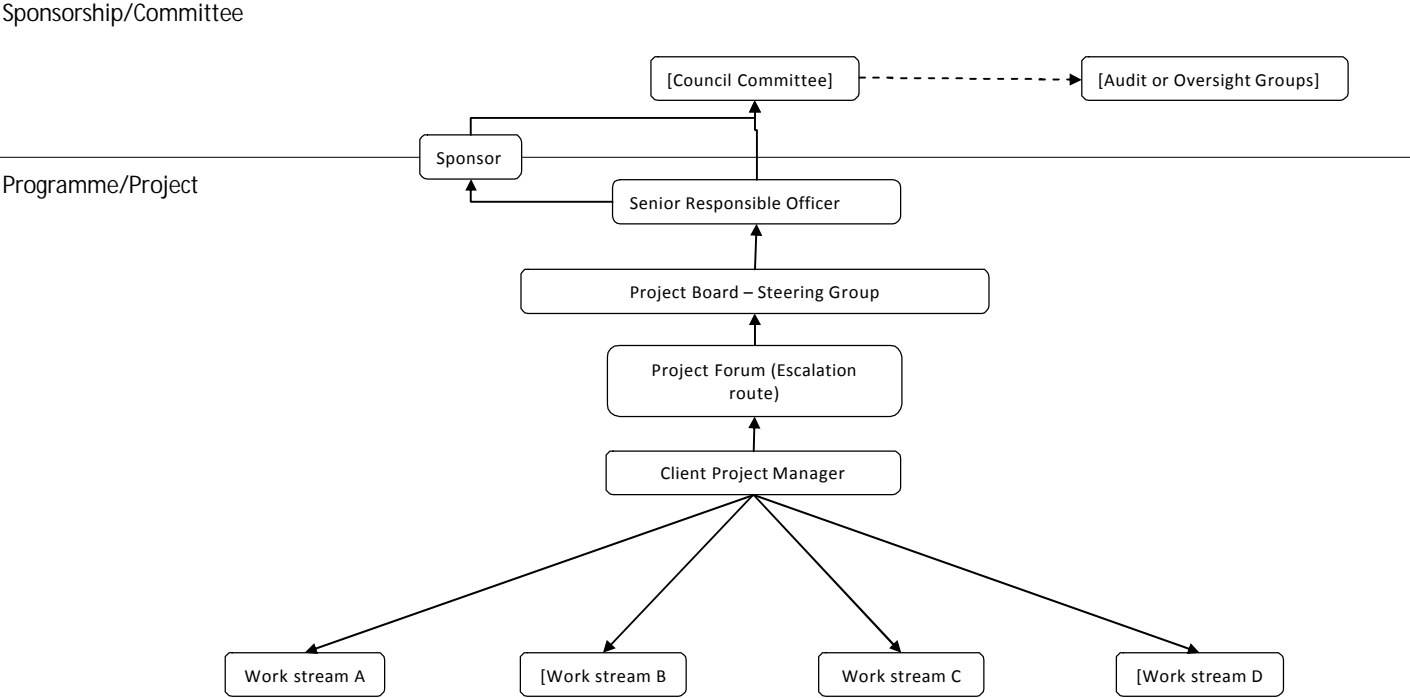 Sponsorship/Committee
[Council Committee]
[Audit or Oversight Groups]
Sponsor
Programme/Project
Senior Responsible Officer
Project Board – Steering Group
Project Forum (Escalation
route)
Client Project Manager
Work stream A
[Work stream B
Work stream C
[Work stream D